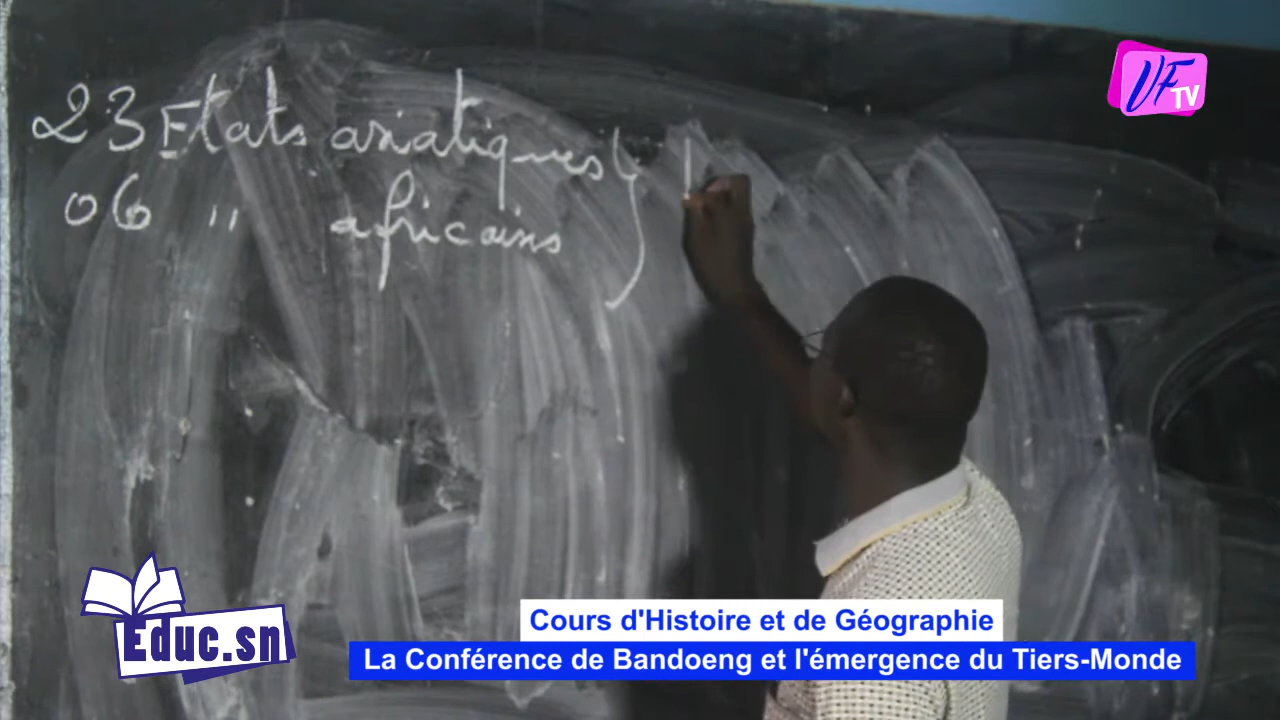 23 Etats asiatiques
06 " africains
VF
TV
Educ.sn
Cours d'Histoire et de Géographie
La Conférence de Bandoeng et l'émergence du Tiers-Monde